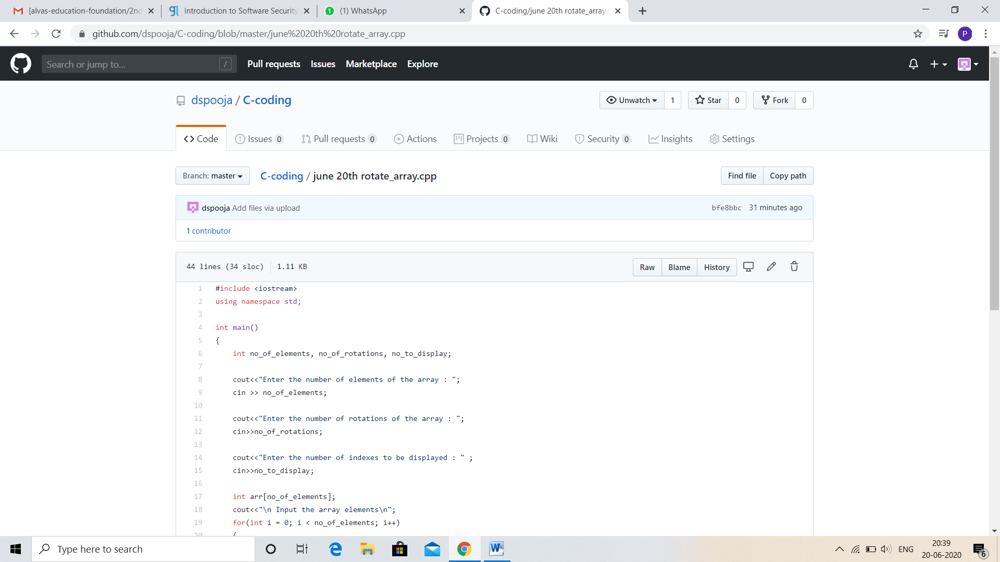 [alvas-education-foundation/2nd
Introduction to Software Security
(1) WhatsApp
C-coding/june 20th rotate_array.
github.com/dspooja/C-coding/blob/master/june%2020th%20rotate_array.cpp
P
Search or jump to...
/
Pull requests
Issues
Marketplace
Explore
dspooja / C-coding
Unwatch 1
Star 0
Fork 0
Code
Issues 0
Pull requests 0
Actions
Projects 0
Wiki
Security 0
Insights
Settings
Branch: master
C-coding / june 20th rotate_array.cpp
Find file
Copy path
dspooja Add files via upload
bfe8bbc 31 minutes ago
1 contributor
44 lines (34 sloc) 1.11 KB
Raw
Blame
History
1 #include <iostream>
2 using namespace std;
3
4 int main()
5 {
6 int no_of_elements, no_of_rotations, no_to_display;
7
8 cout<<"Enter the number of elements of the array : ";
9 cin >> no_of_elements;
10
11 cout<<"Enter the number of rotations of the array : ";
12 cin>>no_of_rotations;
13
14 cout<<"Enter the number of indexes to be displayed : " ;
15 cin>>no_to_display;
16
17 int arr[no_of_elements];
18 cout<<"\n Input the array elements\n";
19 for(int i = 0; i < no_of_elements; i++)
20 {
Type here to search
ENG
20:39
20-06-2020
6